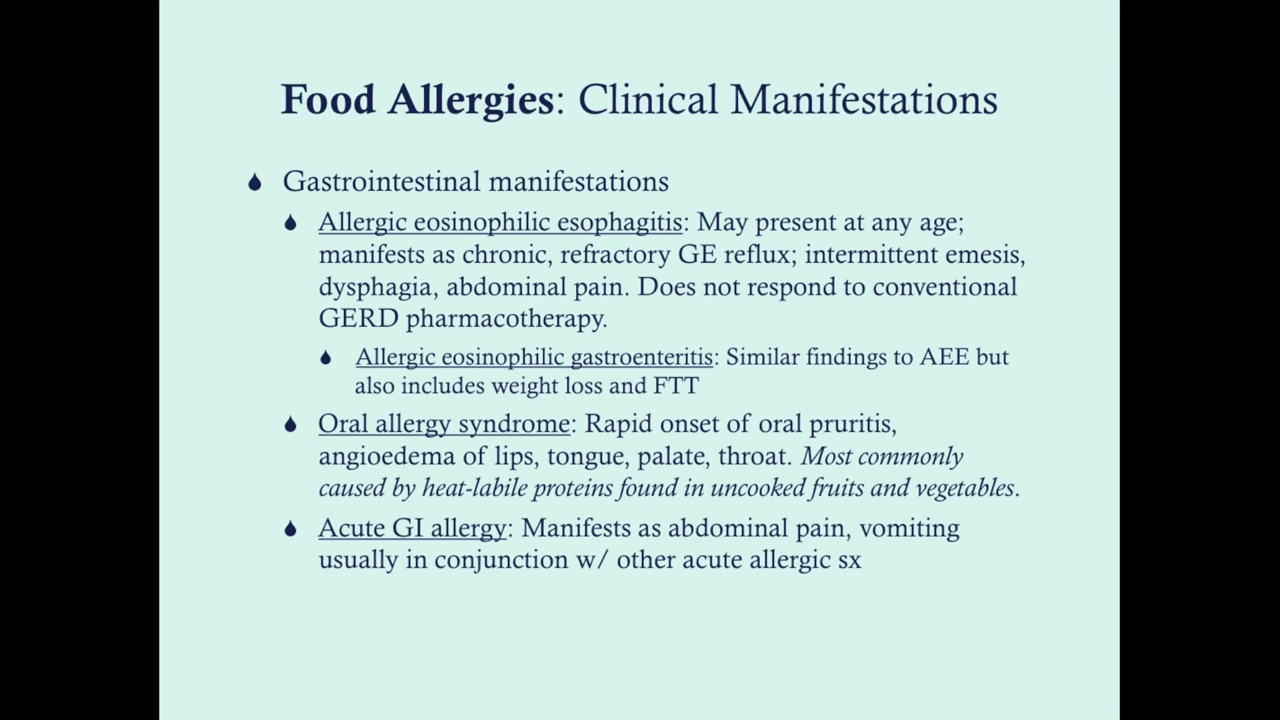 Food Allergies: Clinical Manifestations
Gastrointestinal manifestations
Allergic eosinophilic esophagitis: May present at any age;
manifests as chronic, refractory GE reflux; intermittent emesis,
dysphagia, abdominal pain. Does not respond to conventional
GERD pharmacotherapy.
Allergic eosinophilic gastroenteritis: Similar findings to AEE but
also includes weight loss and FTT
Oral allergy syndrome: Rapid onset of oral pruritis,
angioedema of lips, tongue, palate, throat. Most commonly
caused by heat-labile proteins found in uncooked fruits and vegetables.
Acute GI allergy: Manifests as abdominal pain, vomiting
usually in conjunction w/ other acute allergic sx